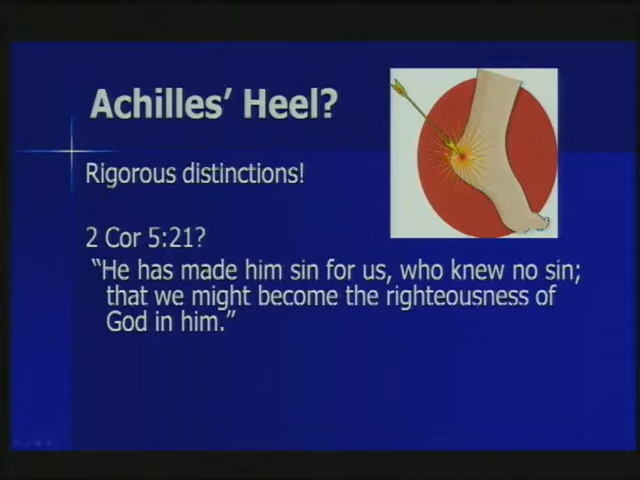 Achilles' Heel?
Rigorous distinctions!
2 Cor 5:21?
"He has made him sin for us, who knew no sin;
that we might become the righteousness of
God in him."